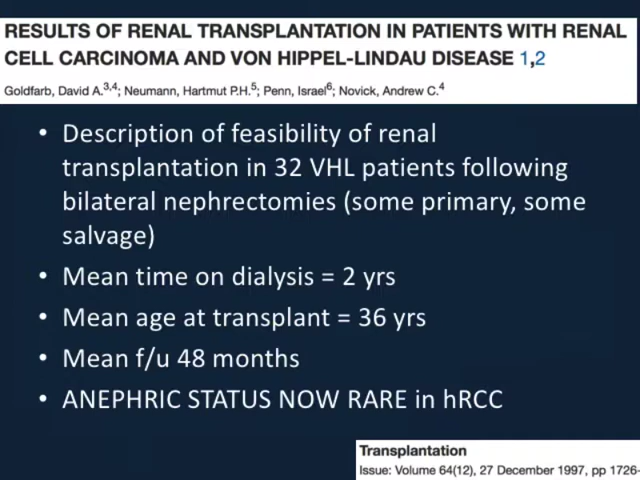 RESULTS OF RENAL TRANSPLANTATION IN PATIENTS WITH RENAL
CELL CARCINOMA AND VON HIPPEL-LINDAU DISEASE 1,2
Goldfarb, David A.3,4; Neumann, Hartmut P.H.5; Penn, Israel6; Novick, Andrew C.4
• Description of feasibility of renal
transplantation in 32 VHL patients following
bilateral nephrectomies (some primary, some
salvage)
• Mean time on dialysis = 2 yrs
• Mean age at transplant = 36 yrs
• Mean f/u 48 months
• ANEPHRIC STATUS NOW RARE in hRCC
Transplantation
Issue: Volume 64(12), 27 December 1997, pp 1726-